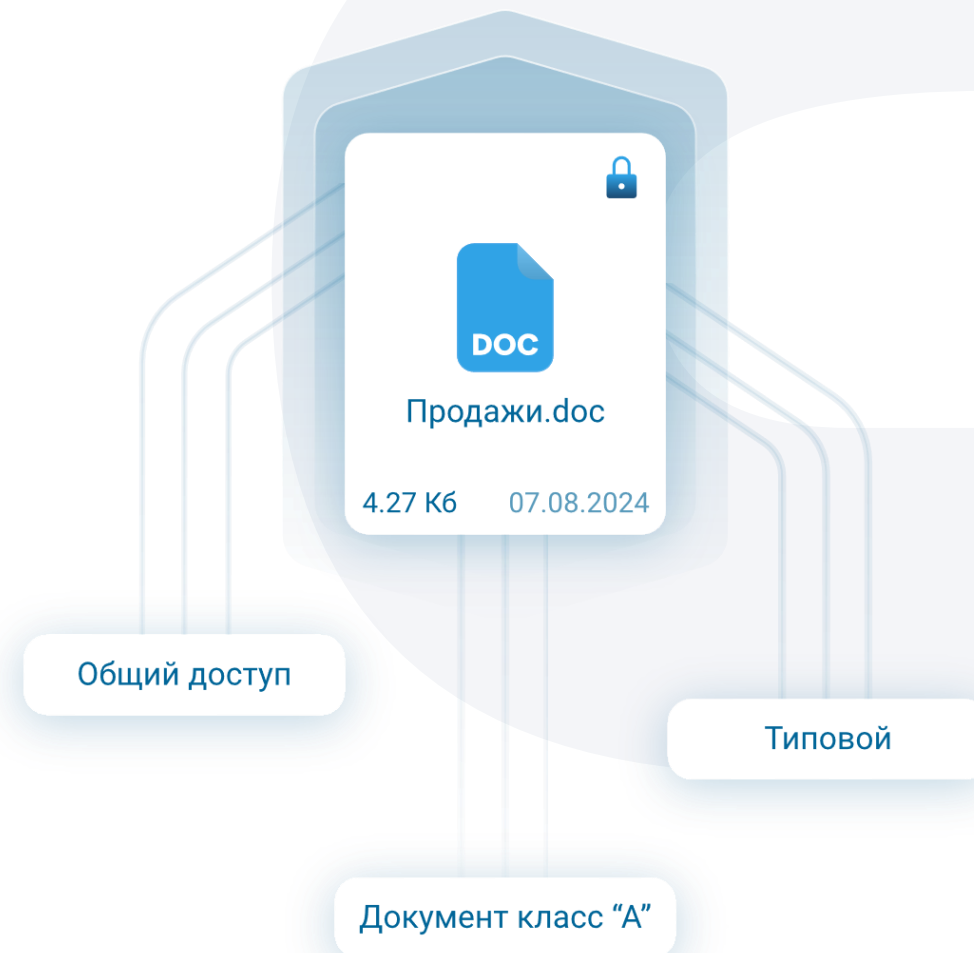 DOC
Продажи.doc
4.27 Кб 07.08.2024
Общий доступ
Типовой
Документ класс “А”